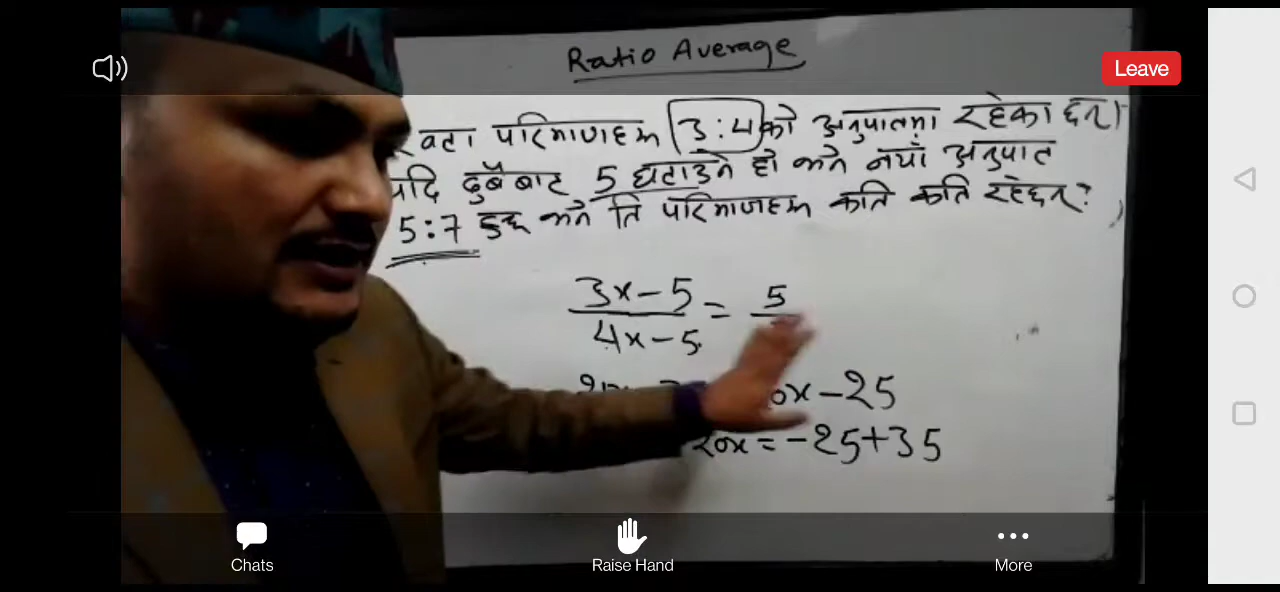 Leave
Ratio Average
वटा परिमाणहरू 3:4 को अनुपातमा रहेका छन्।
यदि दुबैबाट 5 घटाउने हो भने नयाँ अनुपात
5:7 हुन्छ भने ति परिमाणहरू कति कति रहेछन्?
3x-5 = 5
4x-5
x-25
20x=-25+35
Chats
Raise Hand
More